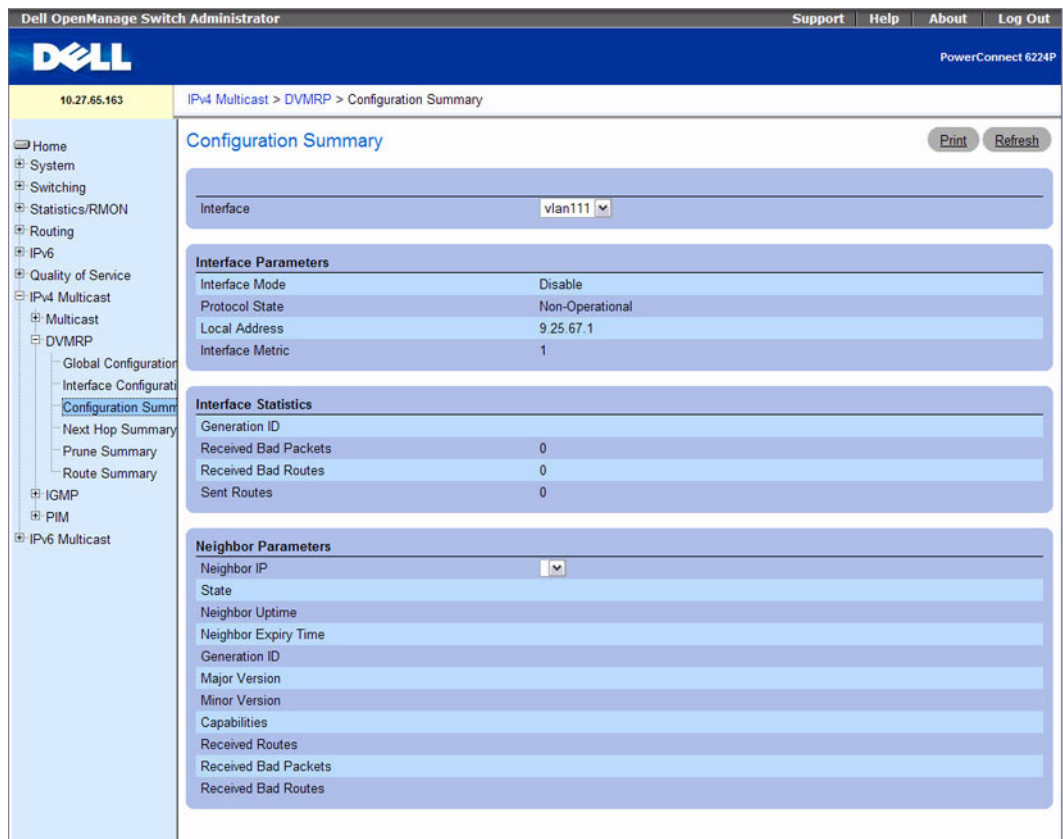 Dell OpenManage Switch Administrator
Support Help About Log Out
DELL
PowerConnect 6224P
10.27.65.163
IPv4 Multicast > DVMRP > Configuration Summary
Home
System
Switching
Statistics/RMON
Routing
IPv6
Quality of Service
IPv4 Multicast
Multicast
DVMRP
Global Configuration
Interface Configurati
Configuration Summ
Next Hop Summary
Prune Summary
Route Summary
IGMP
PIM
IPv6 Multicast
Configuration Summary
Print Refresh
Interface vlan111
Interface Parameters
Interface Mode Disable
Protocol State Non-Operational
Local Address 9.25.67.1
Interface Metric 1
Interface Statistics
Generation ID
Received Bad Packets 0
Received Bad Routes 0
Sent Routes 0
Neighbor Parameters
Neighbor IP
State
Neighbor Uptime
Neighbor Expiry Time
Generation ID
Major Version
Minor Version
Capabilities
Received Routes
Received Bad Packets
Received Bad Routes